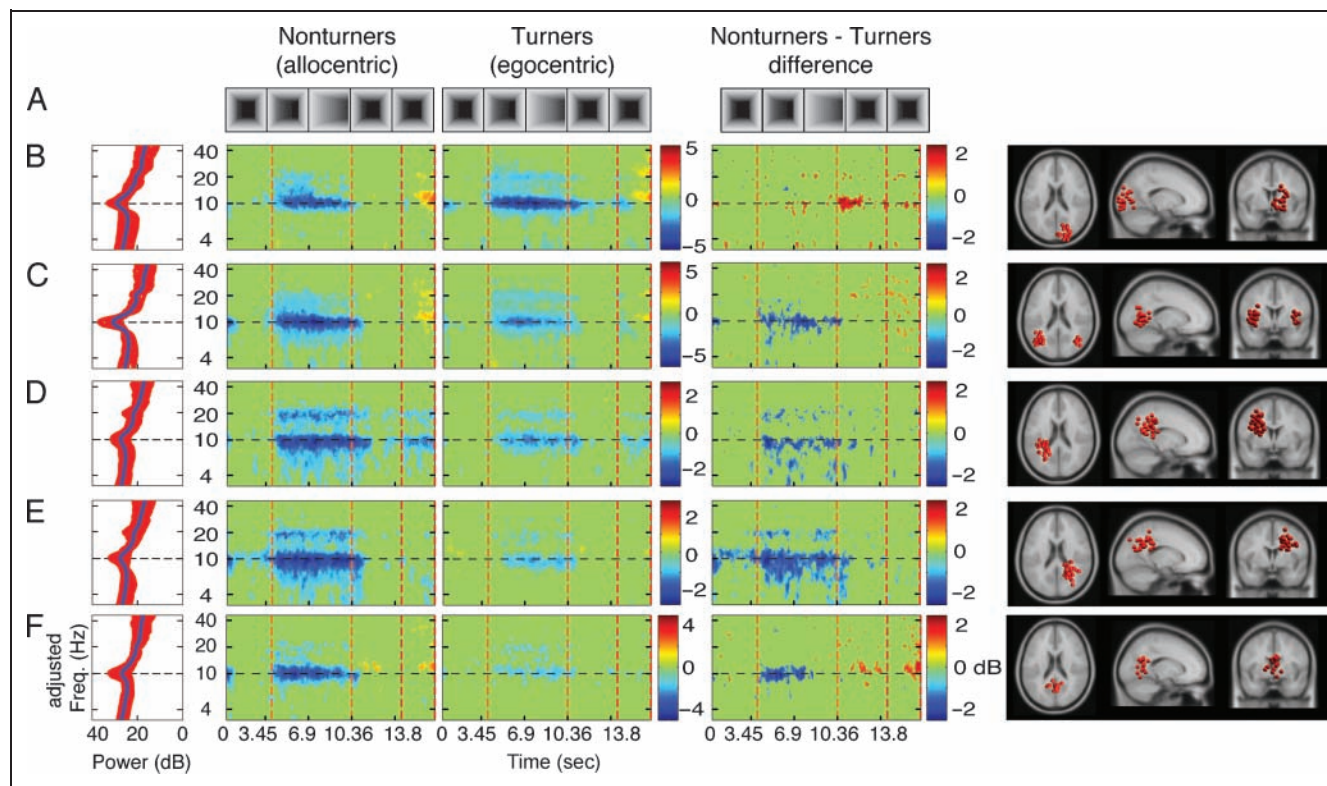 Nonturners
(allocentric)
Turners
(egocentric)
Nonturners - Turners
difference
A
B
40
20
10
4
5
0
−5
2
0
−2
C
40
20
10
4
5
0
−5
2
0
−2
D
40
20
10
4
2
0
−2
2
0
−2
E
40
20
10
4
2
0
−2
2
0
−2
F
adjusted
Freq. (Hz)
40
20
10
4
4
2
0
−2
−4
2
0 dB
−2
40 20 0
0 3.45 6.9 10.36 13.8
0 3.45 6.9 10.36 13.8
0 3.45 6.9 10.36 13.8
Power (dB)
Time (sec)